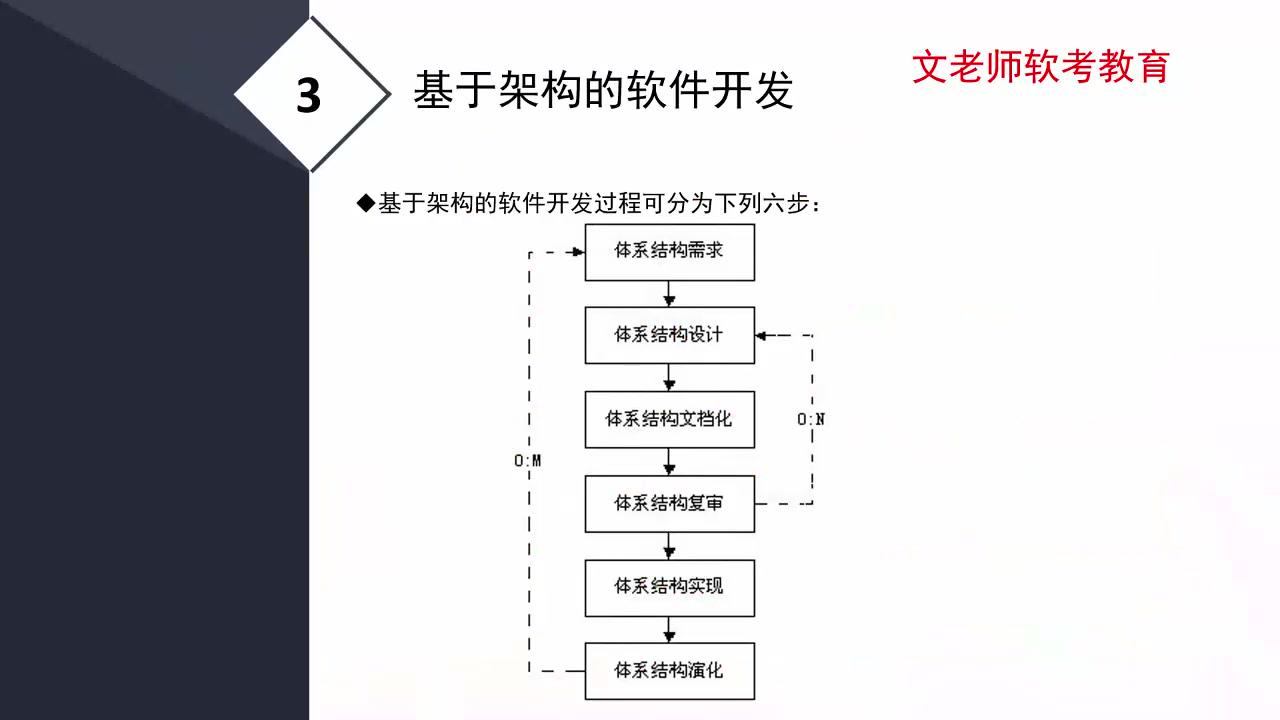 3
基于架构的软件开发
文老师软考教育
◆基于架构的软件开发过程可分为下列六步：
体系结构需求
体系结构设计
体系结构文档化
O:N
O:M
体系结构复审
体系结构实现
体系结构演化